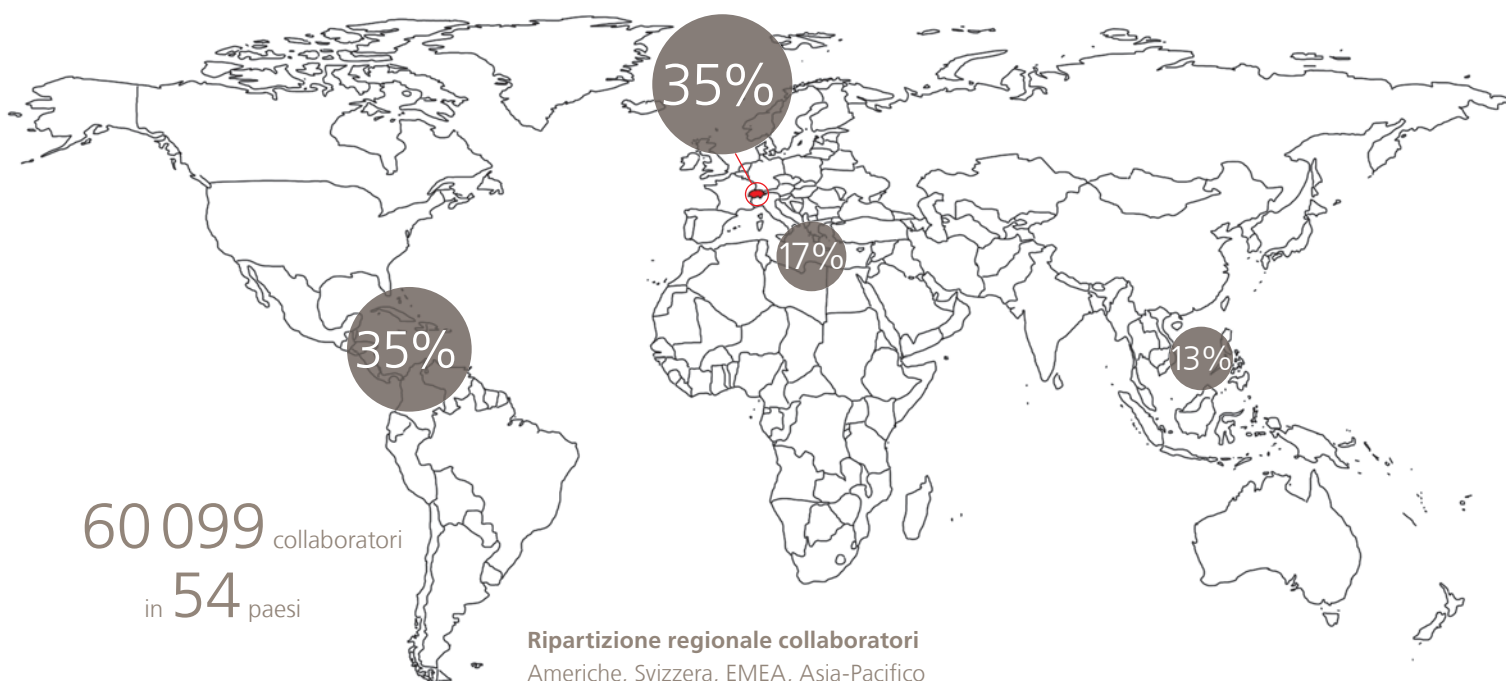 35%
17%
35%
13%
60 099 collaboratori
in 54 paesi
Ripartizione regionale collaboratori
Americhe, Svizzera, EMEA, Asia-Pacifico